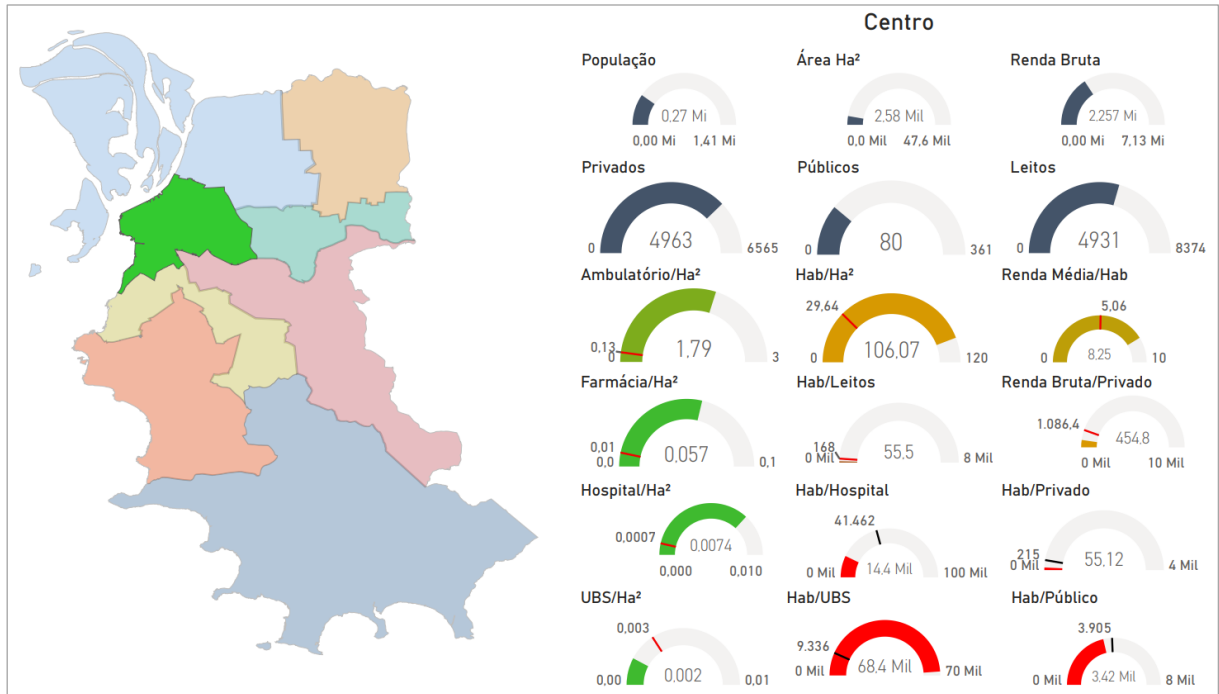 Centro
População
0,27 Mi
0,00 Mi
1,41 Mi
Área Ha²
2,58 Mil
0,0 Mil
47,6 Mil
Renda Bruta
2.257 Mi
0,00 Mi
7,13 Mi
Privados
4963
0
6565
Públicos
80
0
361
Leitos
4931
0
8374
Ambulatório/Ha²
0,13
1,79
0
3
Hab/Ha²
29,64
106,07
0
120
Renda Média/Hab
5,06
8.25
0
10
Farmácia/Ha²
0,01
0,057
0,0
0,1
Hab/Leitos
168
55,5
0 Mil
8 Mil
Renda Bruta/Privado
1.086,4
454,8
0 Mil
10 Mil
Hospital/Ha²
0,0007
0,0074
0,000
0,010
Hab/Hospital
41.462
14,4 Mil
0 Mil
100 Mil
Hab/Privado
215
55,12
0 Mil
4 Mil
UBS/Ha²
0,003
0,002
0,00
0,01
Hab/UBS
9.336
68,4 Mil
0 Mil
70 Mil
Hab/Público
3.905
3,42 Mil
0 Mil
8 Mil